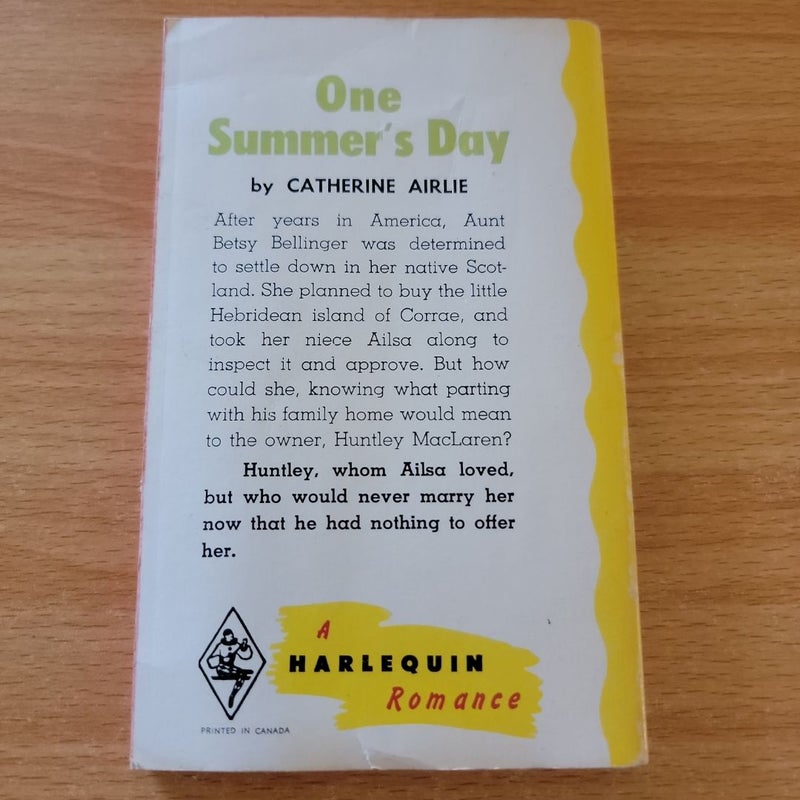 One
Summer's Day
by CATHERINE AIRLIE
After years in America, Aunt
Betsy Bellinger was determined
to settle down in her native Scot-
land. She planned to buy the little
Hebridean island of Corrae, and
took her niece Ailsa along to
inspect it and approve. But how
could she, knowing what parting
with his family home would mean
to the owner, Huntley MacLaren?
Huntley, whom Ailsa loved,
but who would never marry her
now that he had nothing to offer
her.
A
HARLEQUIN
Romance
PRINTED IN CANADA